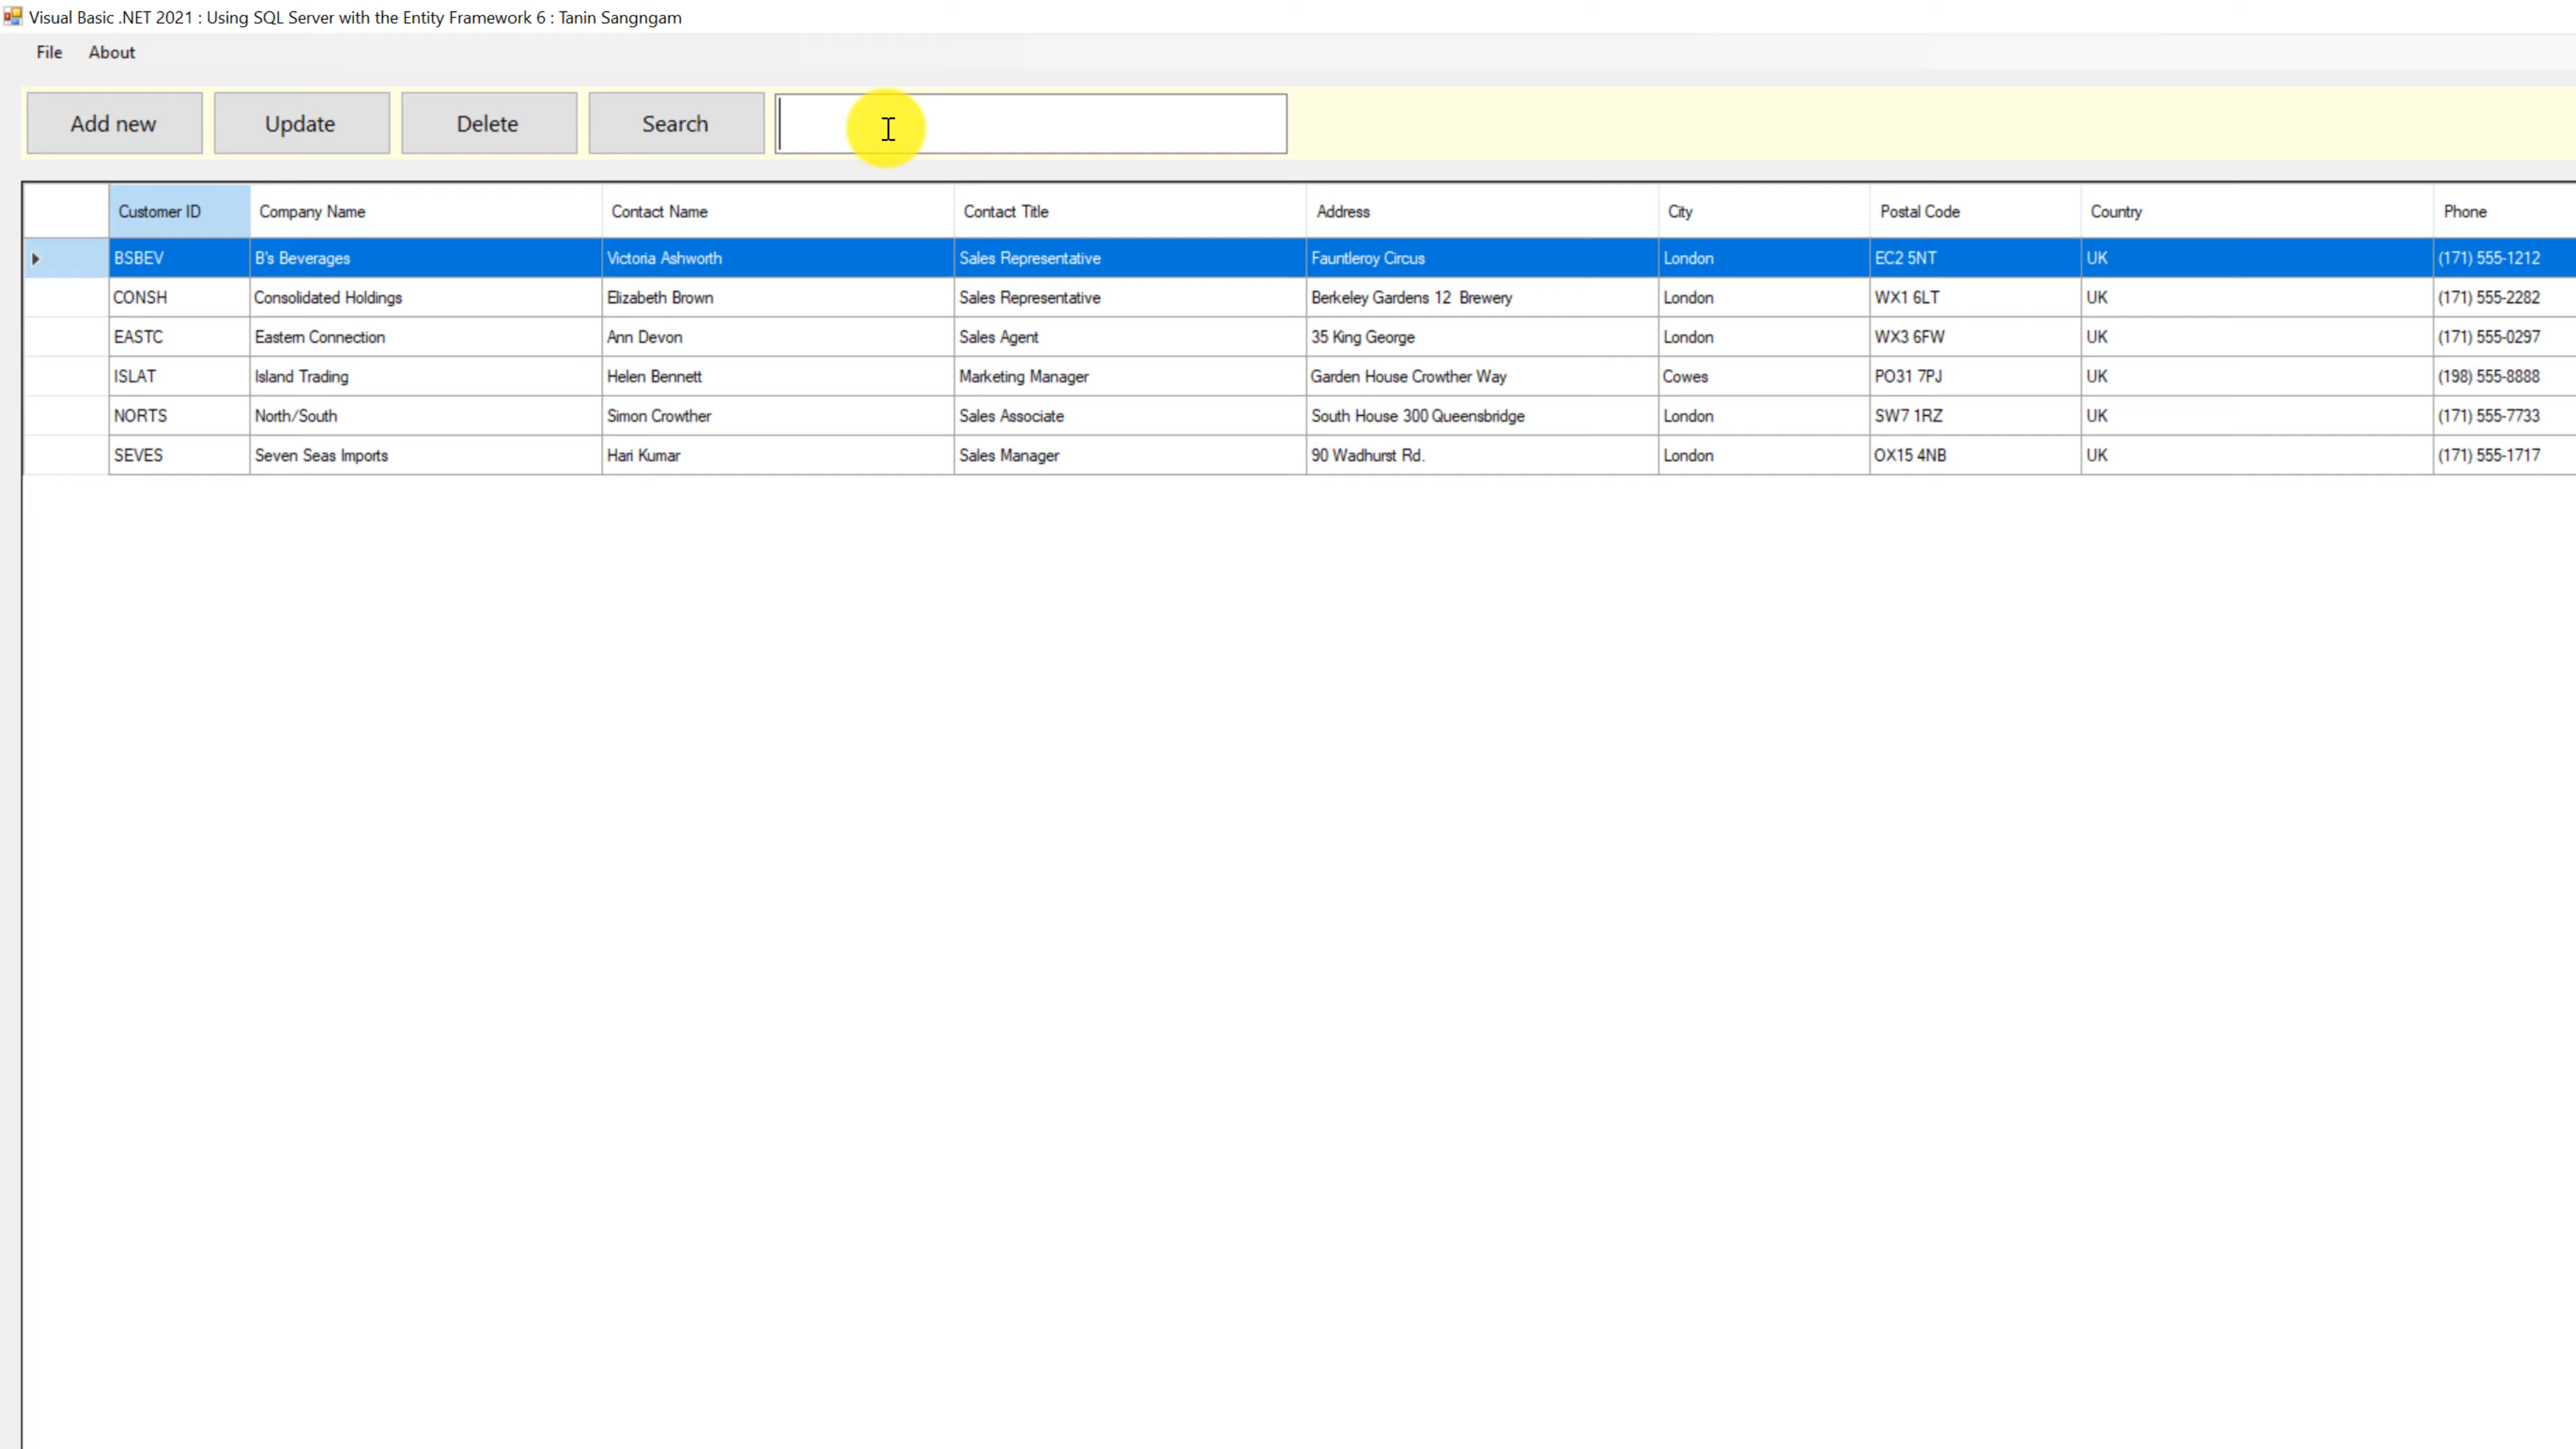 Visual Basic .NET 2021 : Using SQL Server with the Entity Framework 6 : Tanin Sangngam
File About
Add new Update Delete Search
Customer ID Company Name Contact Name Contact Title Address City Postal Code Country Phone
BSBEV B's Beverages Victoria Ashworth Sales Representative Fauntleroy Circus London EC2 5NT UK (171) 555-1212
CONSH Consolidated Holdings Elizabeth Brown Sales Representative Berkeley Gardens 12  Brewery London WX1 6LT UK (171) 555-2282
EASTC Eastern Connection Ann Devon Sales Agent 35 King George London WX3 6FW UK (171) 555-0297
ISLAT Island Trading Helen Bennett Marketing Manager Garden House Crowther Way Cowes PO31 7PJ UK (198) 555-8888
NORTS North/South Simon Crowther Sales Associate South House 300 Queensbridge London SW7 1RZ UK (171) 555-7733
SEVES Seven Seas Imports Hari Kumar Sales Manager 90 Wadhurst Rd. London OX15 4NB UK (171) 555-1717